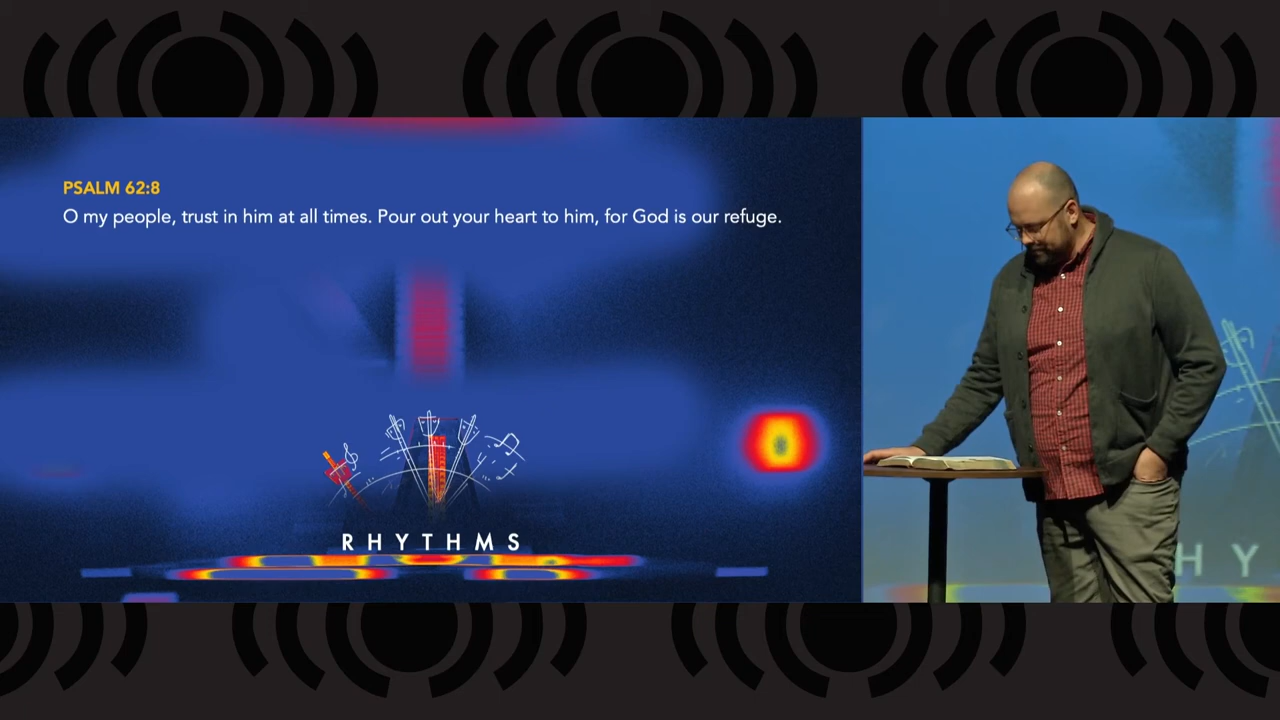 PSALM 62:8
O my people, trust in him at all times. Pour out your heart to him, for God is our refuge.
RHYTHMS
HY